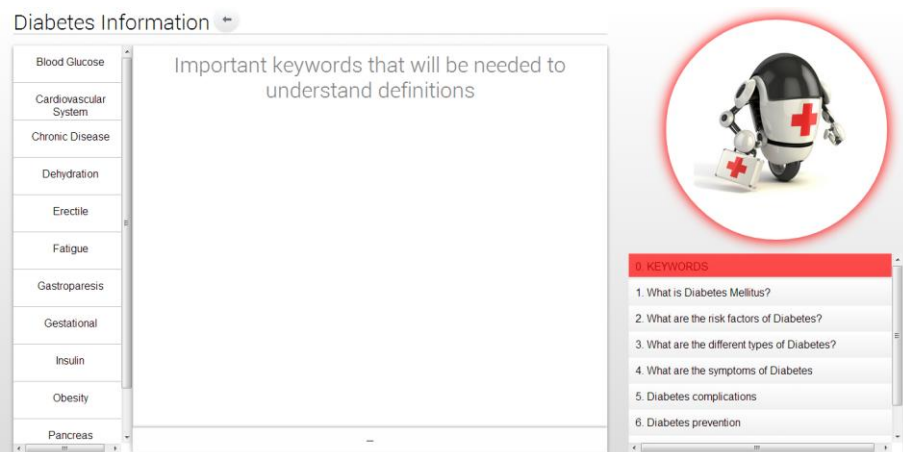 Diabetes Information
Blood Glucose
Cardiovascular
System
Chronic Disease
Dehydration
Erectile
Fatigue
Gastroparesis
Gestational
Insulin
Obesity
Pancreas
Important keywords that will be needed to
understand definitions
0. KEYWORDS
1. What is Diabetes Mellitus?
2. What are the risk factors of Diabetes?
3. What are the different types of Diabetes?
4. What are the symptoms of Diabetes
5. Diabetes complications
6. Diabetes prevention